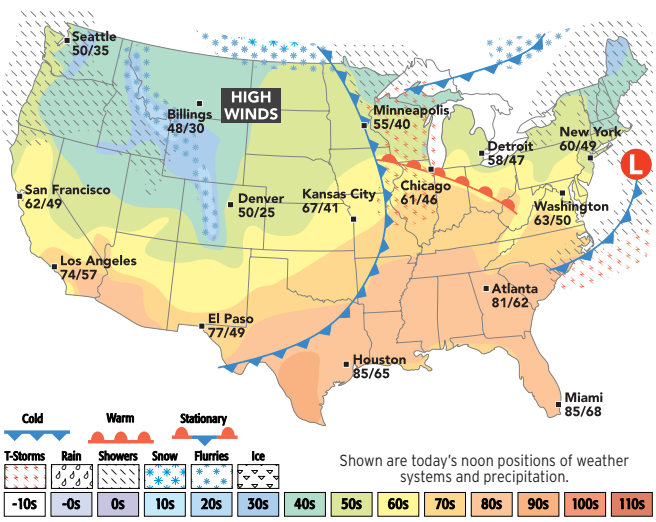 Seattle
50/35
Billings
48/30
HIGH
WINDS
Minneapolis
55/40
Detroit
58/47
New York
60/49
L
San Francisco
62/49
Denver
50/25
Kansas City
67/41
Chicago
61/46
Washington
63/50
Los Angeles
74/57
El Paso
77/49
Atlanta
81/62
Houston
85/65
Miami
85/68
Cold
Warm
Stationary
T-Storms Rain Showers Snow Flurries Ice
Shown are today's noon positions of weather
systems and precipitation.
-10s -0s 0s 10s 20s 30s 40s 50s 60s 70s 80s 90s 100s 110s